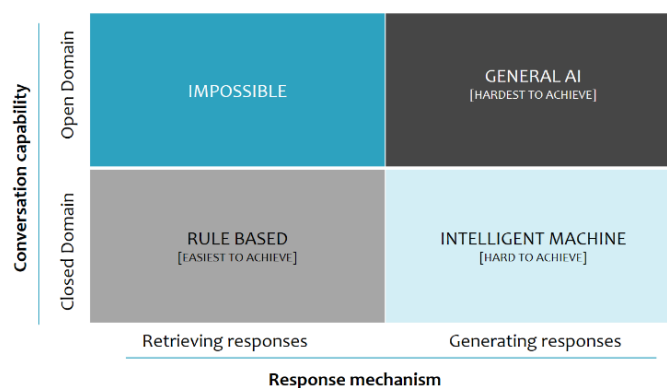 Conversation capability
Open Domain
Closed Domain
IMPOSSIBLE
GENERAL AI
[HARDEST TO ACHIEVE]
RULE BASED
[EASIEST TO ACHIEVE]
INTELLIGENT MACHINE
[HARD TO ACHIEVE]
Retrieving responses
Generating responses
Response mechanism